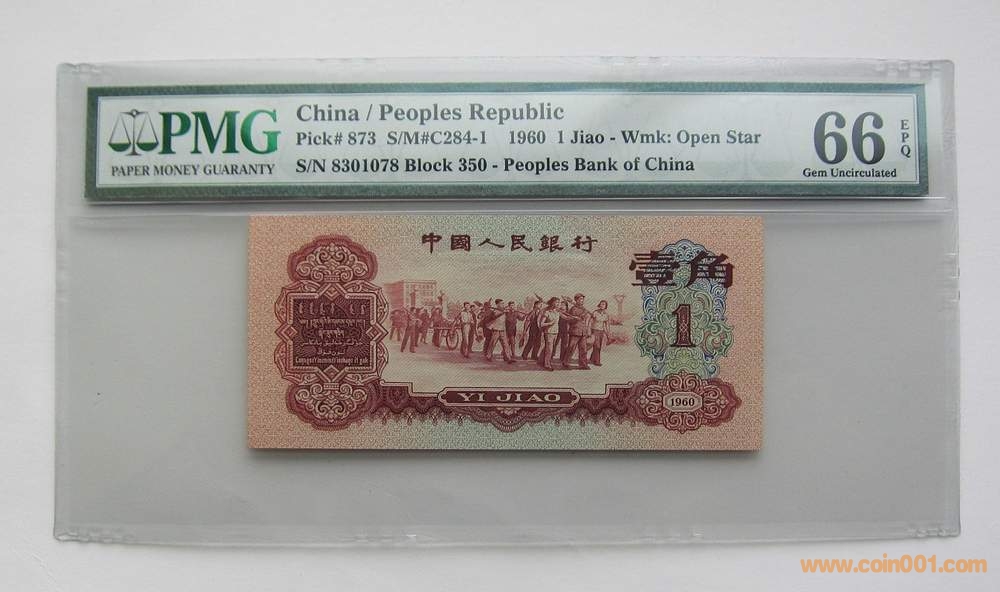 PMG
PAPER MONEY GUARANTY
China / Peoples Republic
Pick# 873 S/M#C284-1 1960 1 Jiao - Wmk: Open Star
S/N 8301078 Block 350 - Peoples Bank of China
66
EPQ
Gem Uncirculated
中國人民銀行
壹角
1
YI JIAO
1960
www.coin001.com